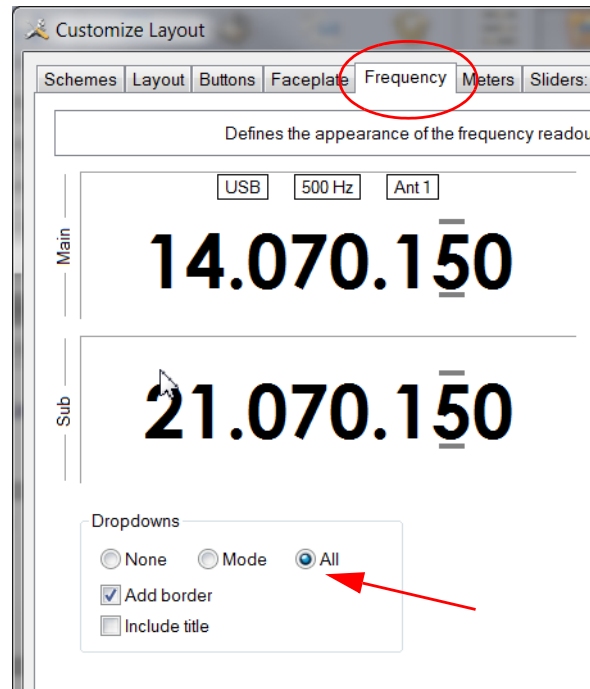 Customize Layout
Schemes Layout Buttons Faceplate Frequency Meters Sliders:
Defines the appearance of the frequency readou
USB 500 Hz Ant 1
Main
14.070.150
Sub
21.070.150
Dropdowns
None Mode All
Add border
Include title